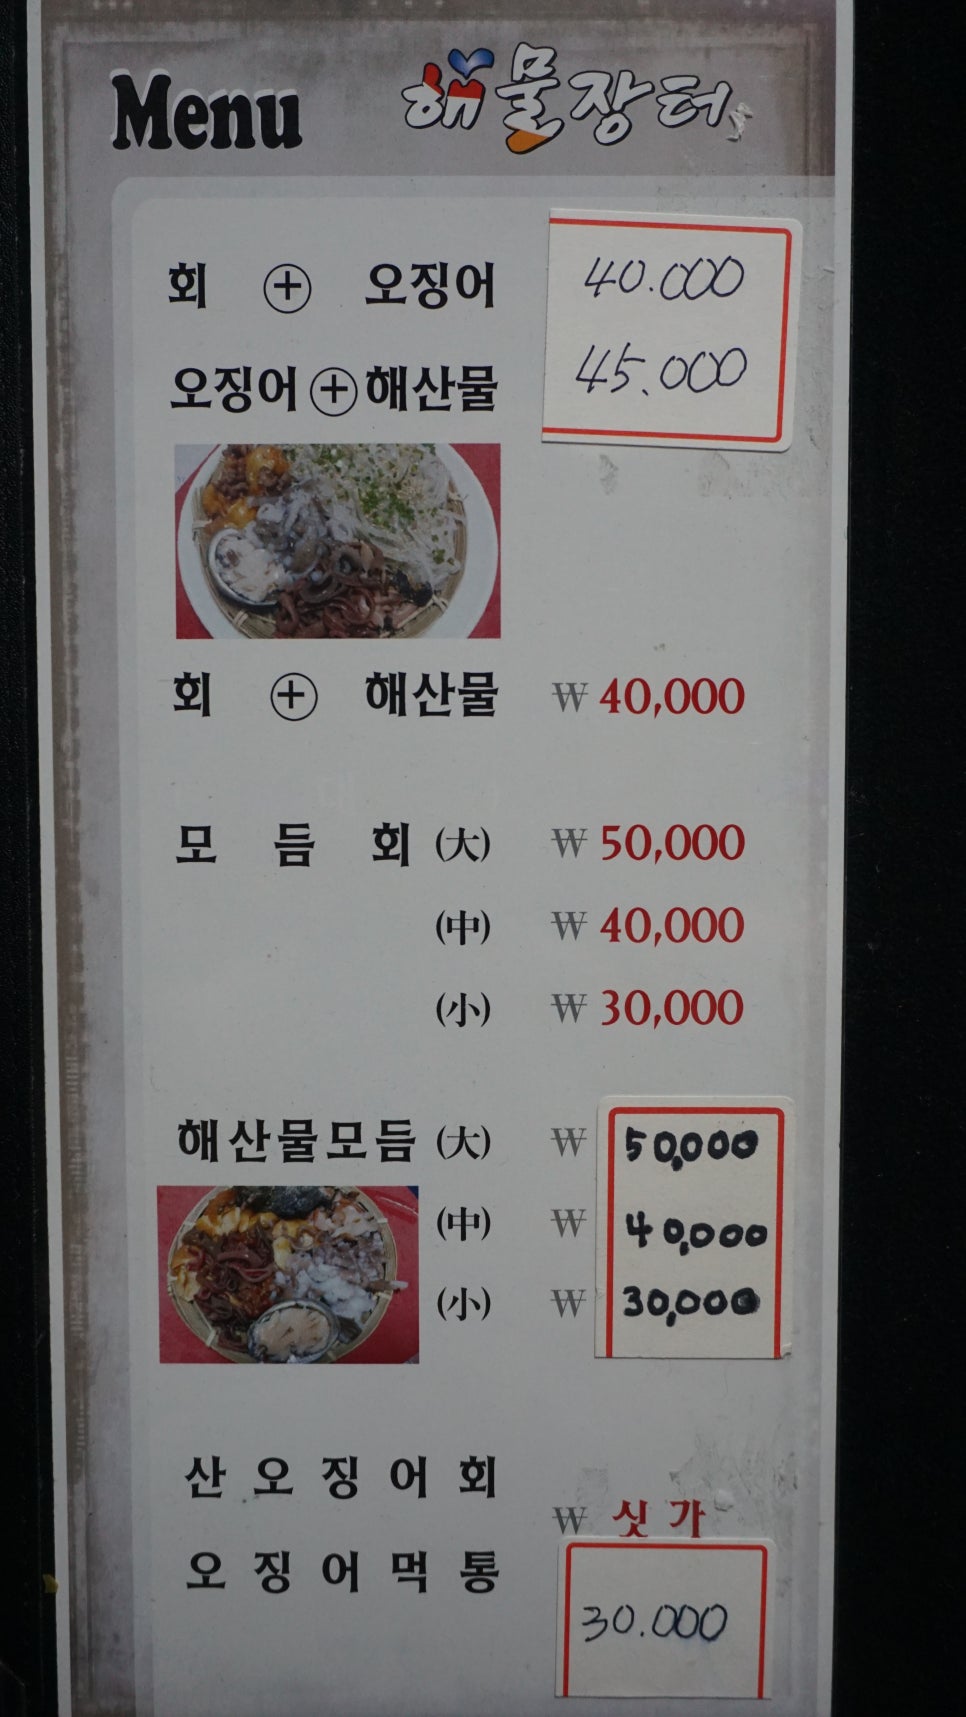 Menu 해물장터
회 ⊕ 오징어 40.000
오징어⊕해산물 45.000
회 ⊕ 해산물 ₩ 40,000
모 듬 회 (大) ₩ 50,000
(中) ₩ 40,000
(小) ₩ 30,000
해산물모듬 (大) ₩ 50,000
(中) ₩ 40,000
(小) ₩ 30,000
산 오 징 어 회
₩ 싯 가
오 징 어 먹 통
30.000